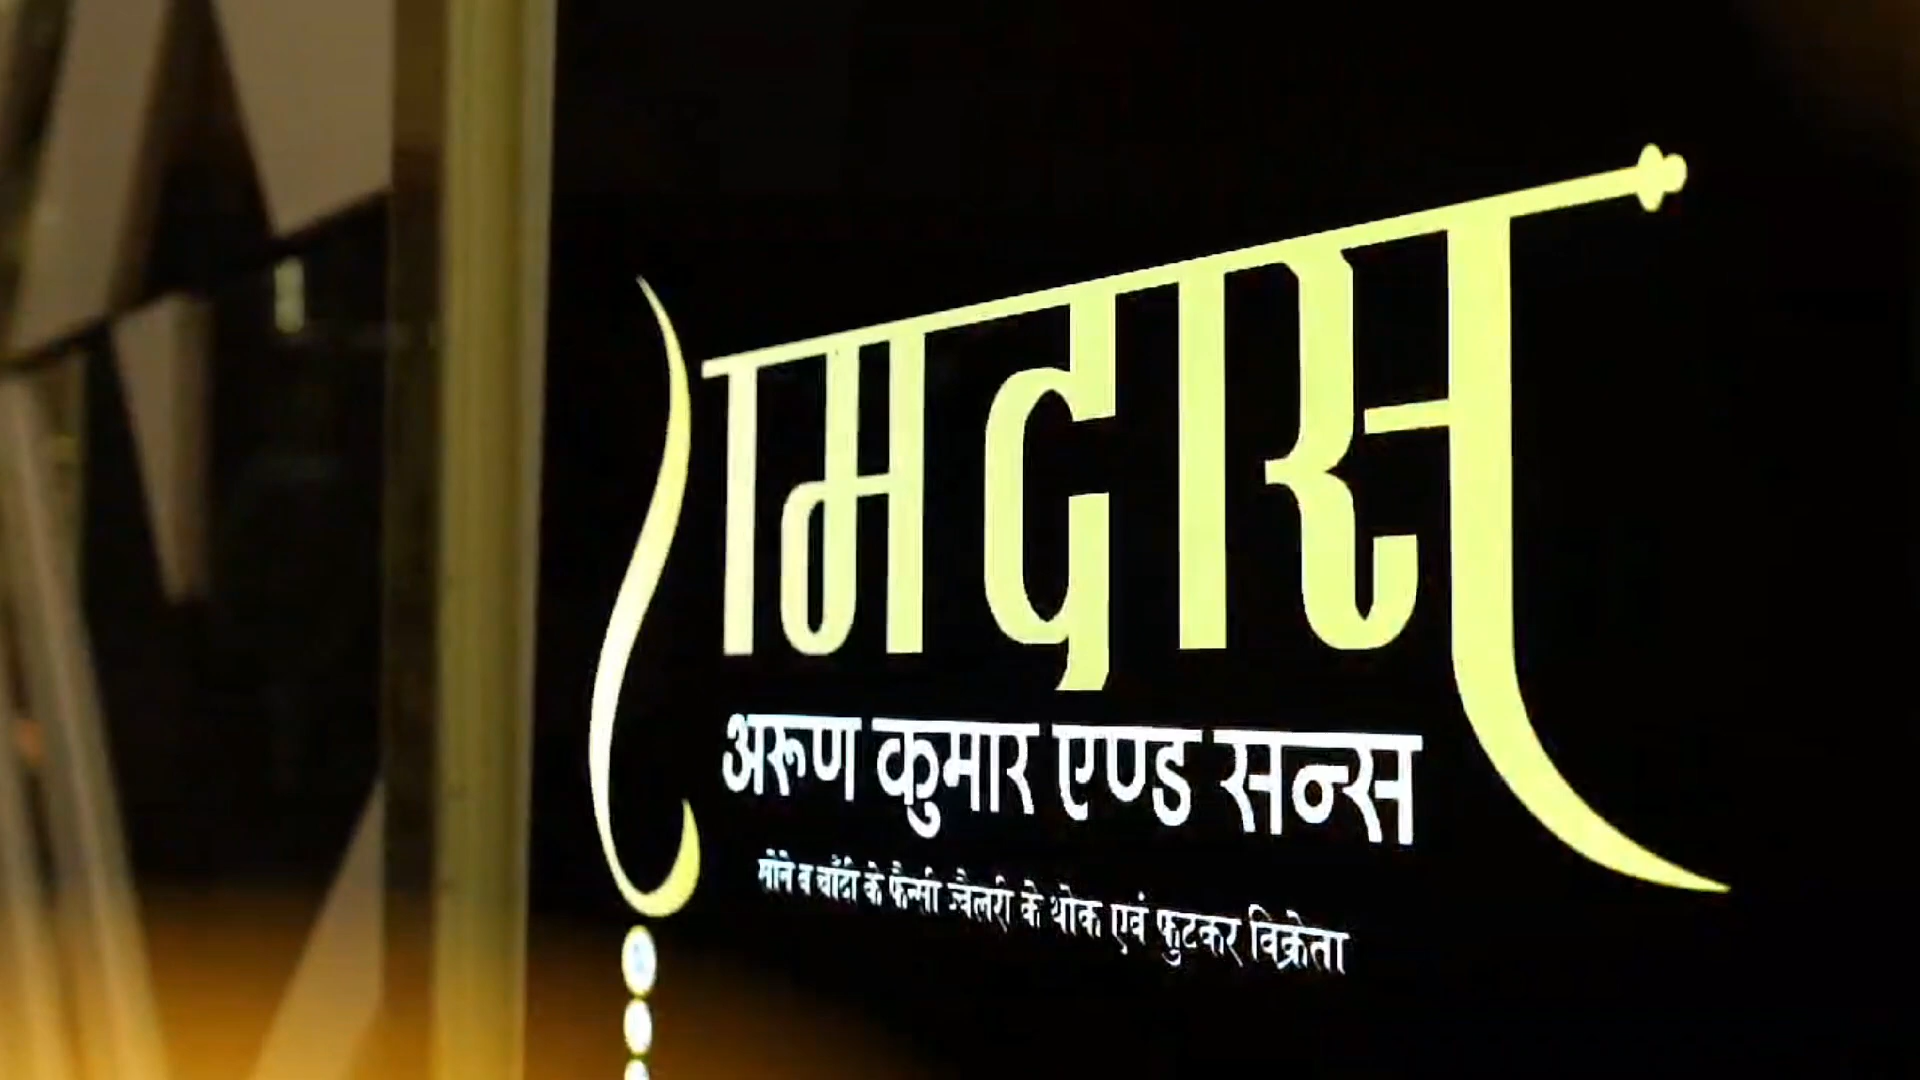 रामदास
अरूण कुमार एण्ड सन्स
सोने व चाँदी के फैन्सी ज्वैलरी के थोक एवं फुटकर विक्रेता